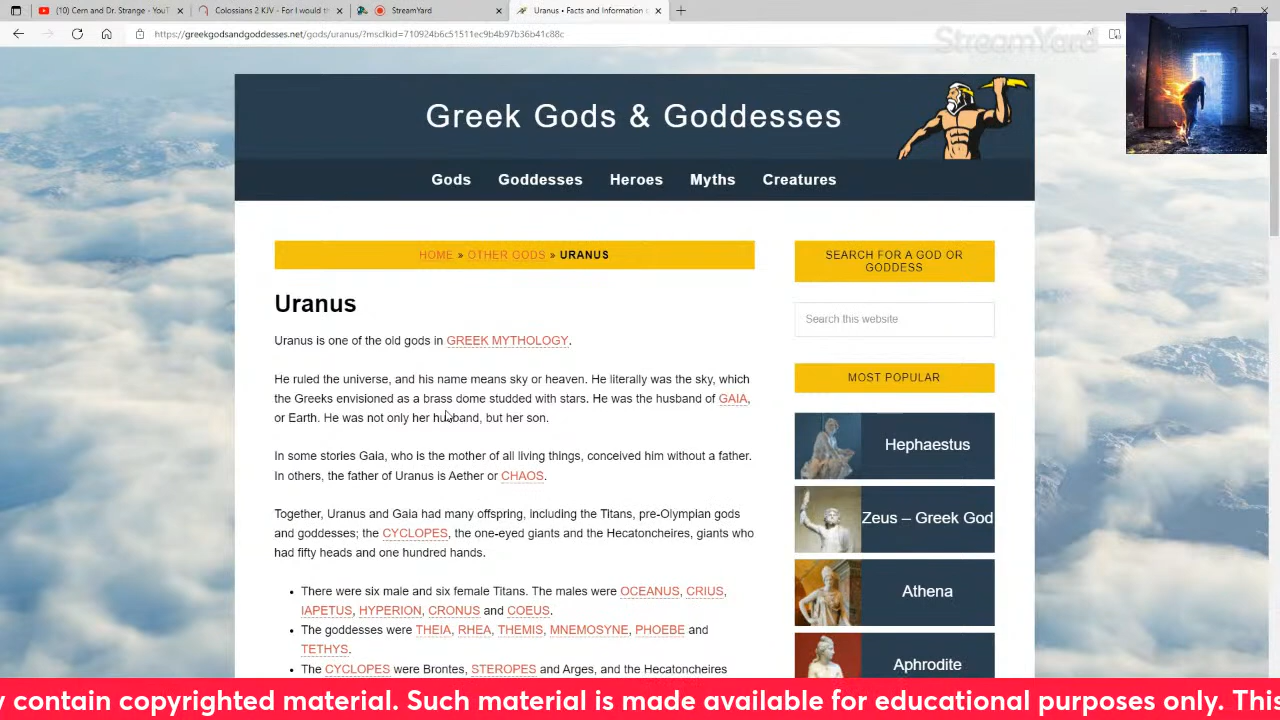 (10) Cern and Dr. Strange - YouT
Colossians 2 KJV - For I would th
StreamYard
Uranus • Facts and Information o
https://greekgodsandgoddesses.net/gods/uranus/?msclkid=710924b6c51511ec9b4b97b36b41c88c
StreamYard
Greek Gods & Goddesses
Gods Goddesses Heroes Myths Creatures
HOME » OTHER GODS » URANUS
Uranus
Uranus is one of the old gods in GREEK MYTHOLOGY.
He ruled the universe, and his name means sky or heaven. He literally was the sky, which
the Greeks envisioned as a brass dome studded with stars. He was the husband of GAIA,
or Earth. He was not only her husband, but her son.
In some stories Gaia, who is the mother of all living things, conceived him without a father.
In others, the father of Uranus is Aether or CHAOS.
Together, Uranus and Gaia had many offspring, including the Titans, pre-Olympian gods
and goddesses; the CYCLOPES, the one-eyed giants and the Hecatoncheires, giants who
had fifty heads and one hundred hands.
• There were six male and six female Titans. The males were OCEANUS, CRIUS,
IAPETUS, HYPERION, CRONUS and COEUS.
• The goddesses were THEIA, RHEA, THEMIS, MNEMOSYNE, PHOEBE and
TETHYS.
• The CYCLOPES were Brontes, STEROPES and Arges, and the Hecatoncheires
SEARCH FOR A GOD OR
GODDESS
Search this website
MOST POPULAR
Hephaestus
Zeus – Greek God
Athena
Aphrodite
y contain copyrighted material. Such material is made available for educational purposes only. This